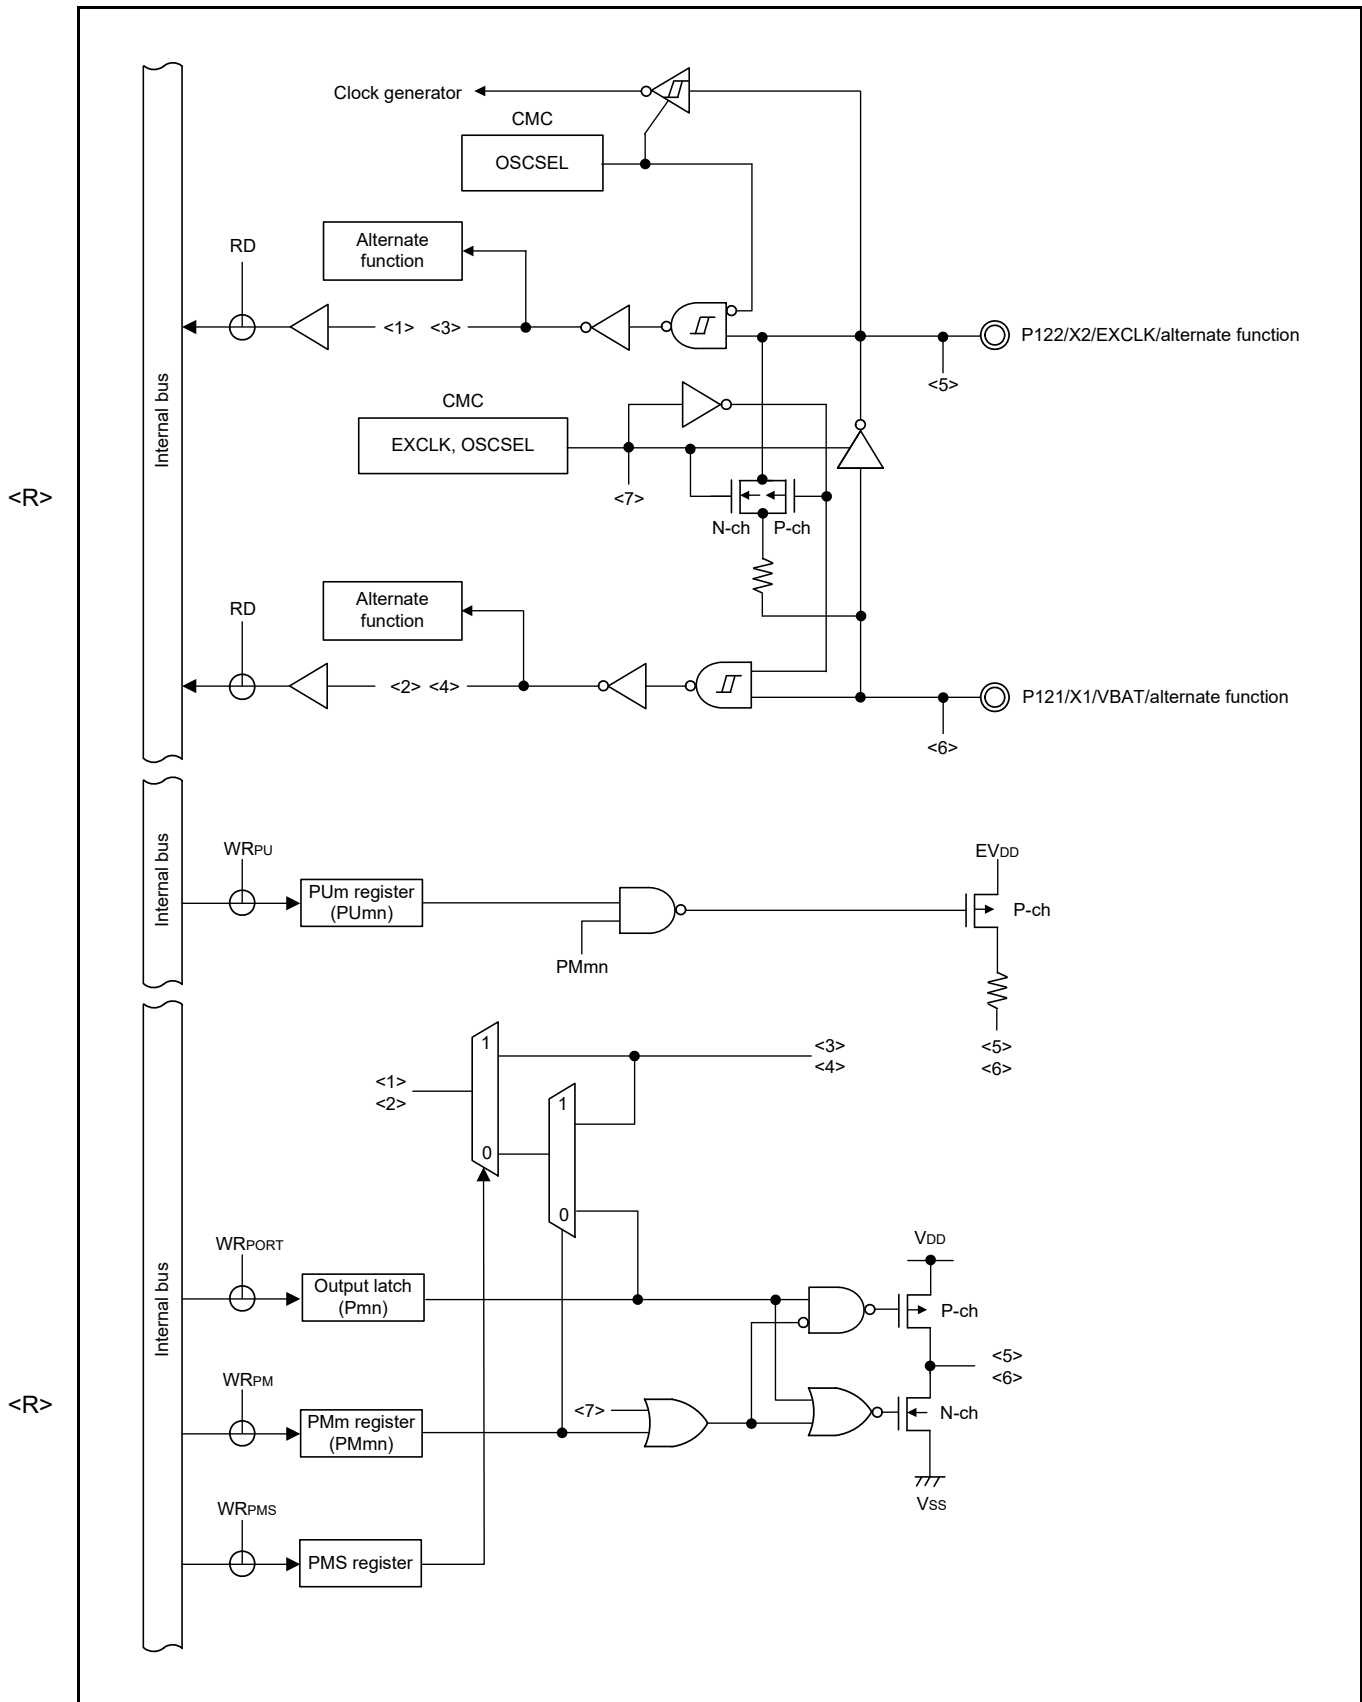 Clock generator
CMC
OSCSEL
RD
Alternate
function
<1> <3>
P122/X2/EXCLK/alternate function
<5>
CMC
EXCLK, OSCSEL
<7>
Internal bus
<R>
N-ch P-ch
RD
Alternate
function
<2> <4>
P121/X1/VBAT/alternate function
<6>
WRPU
Internal bus
PUm register
(PUmn)
PMmn
EVDD
P-ch
<5>
<6>
1
<3>
<4>
<1>
<2>
1
0
0
WRPORT
Internal bus
Output latch
(Pmn)
VDD
P-ch
<5>
<6>
<R>
WRPM
PMm register
(PMmn)
<7>
N-ch
VSS
WRPMS
PMS register